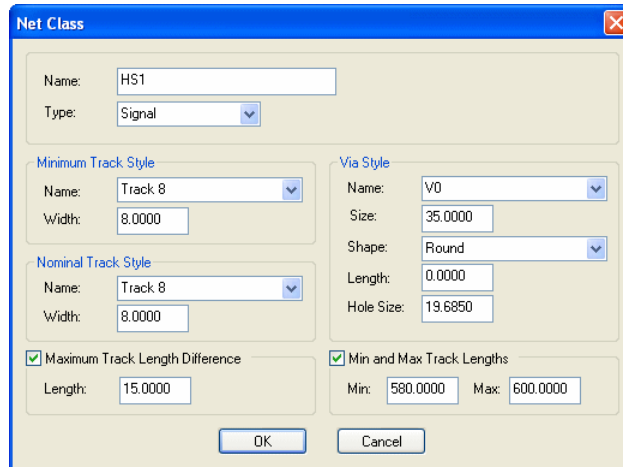 Net Class
Name: HS1
Type: Signal
Minimum Track Style
Name: Track 8
Width: 8.0000
Nominal Track Style
Name: Track 8
Width: 8.0000
Via Style
Name: V0
Size: 35.0000
Shape: Round
Length: 0.0000
Hole Size: 19.6850
Maximum Track Length Difference
Length: 15.0000
Min and Max Track Lengths
Min: 580.0000 Max: 600.0000
OK Cancel